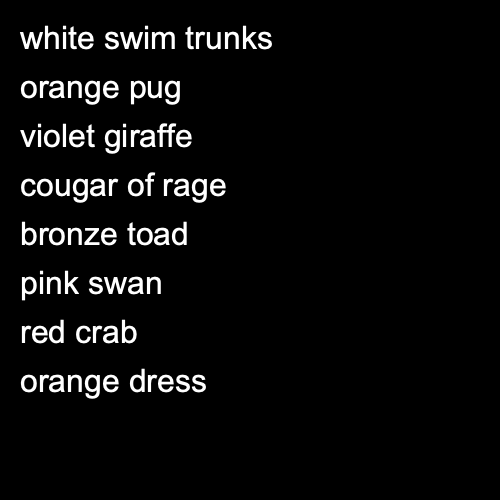 white swim trunks
orange pug
violet giraffe
cougar of rage
bronze toad
pink swan
red crab
orange dress